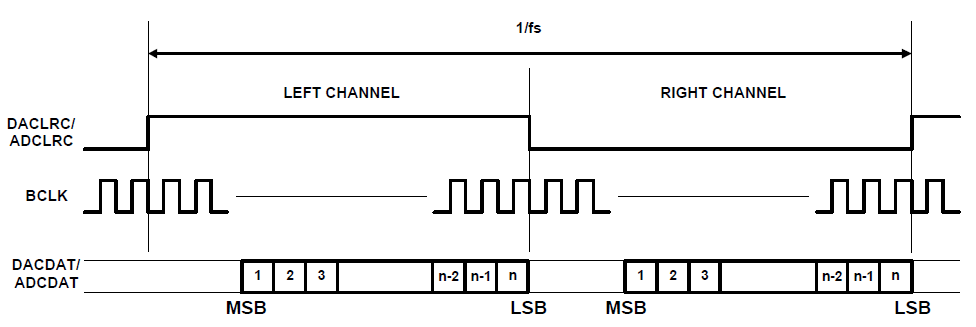 1/fs
LEFT CHANNEL
RIGHT CHANNEL
DACLRC/
ADCLRC
BCLK
DACDAT/
ADCDAT
1 2 3 n-2 n-1 n
1 2 3 n-2 n-1 n
MSB LSB MSB LSB